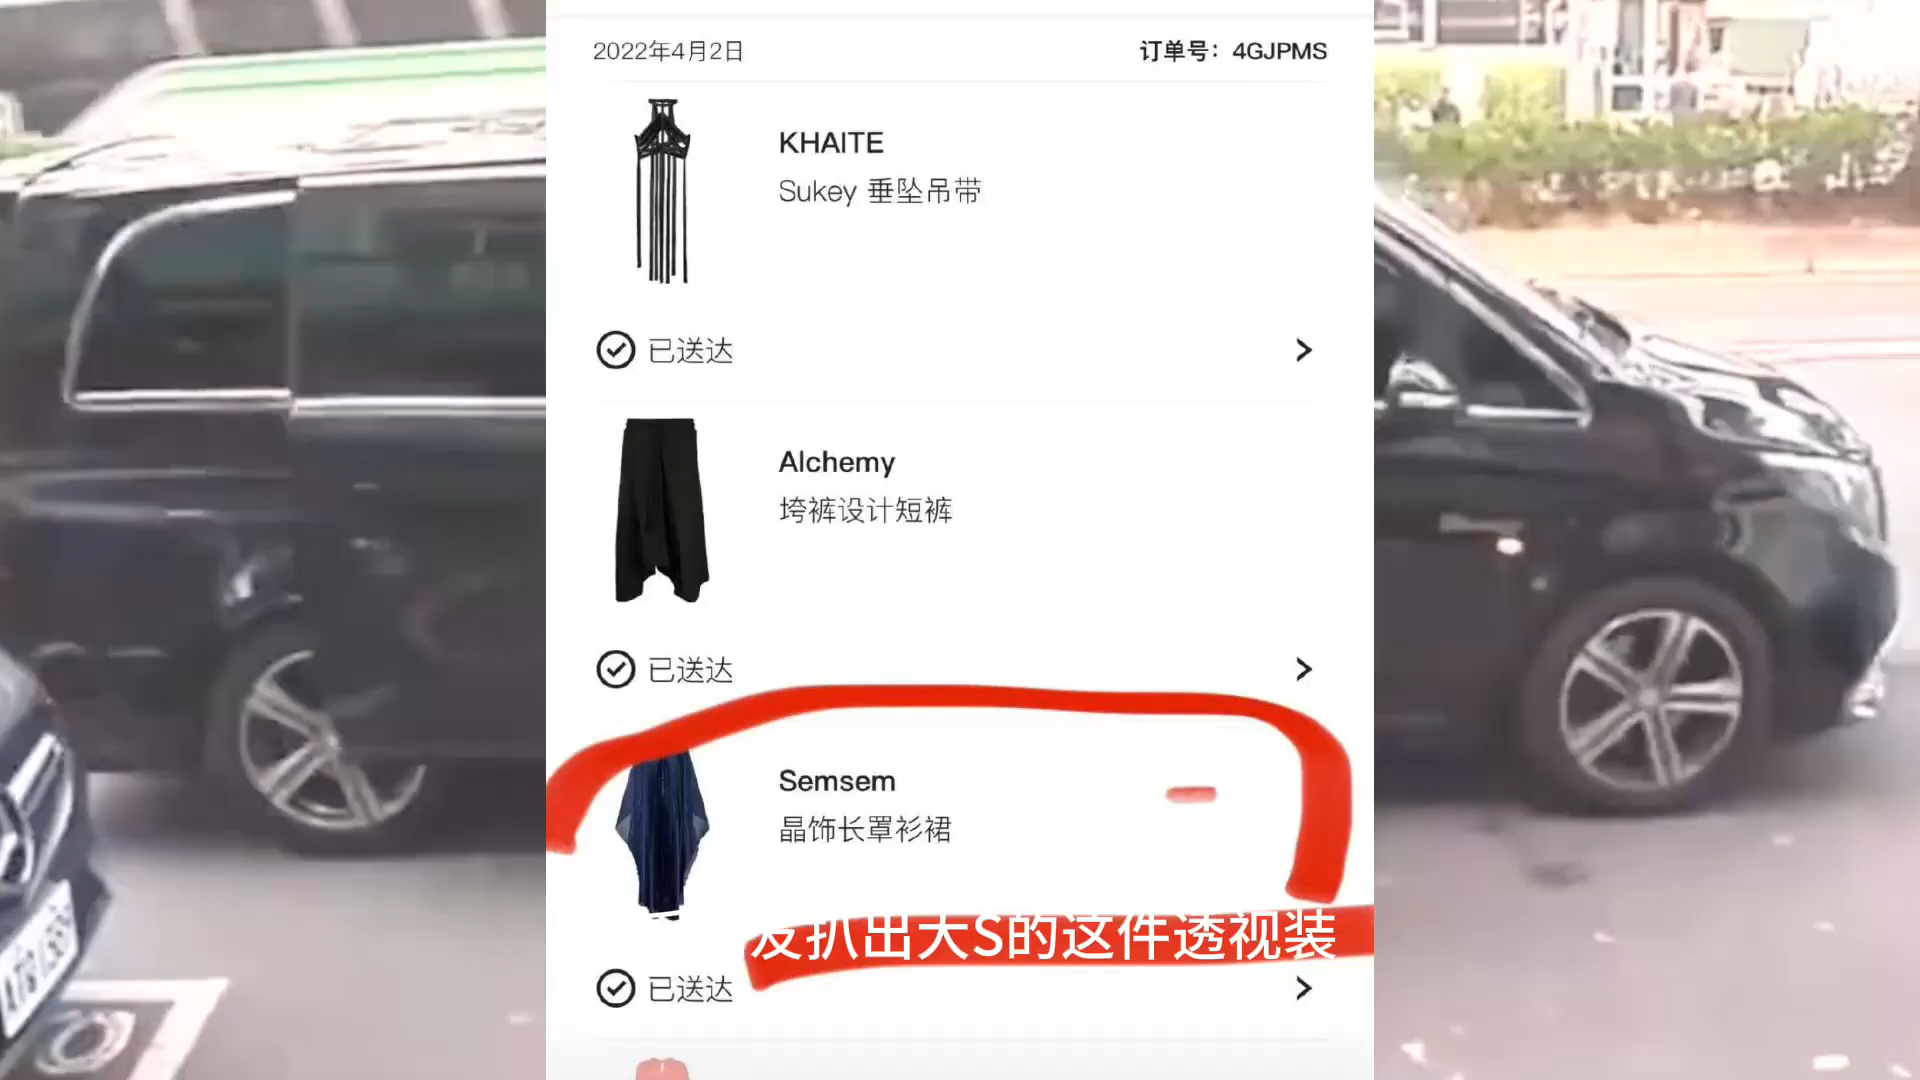 2022年4月2日
订单号：4GJPMS
KHAITE
Sukey 垂坠吊带
已送达
Alchemy
垮裤设计短裤
已送达
Semsem
晶饰长罩衫裙
发扒出大S的这件透视装
已送达